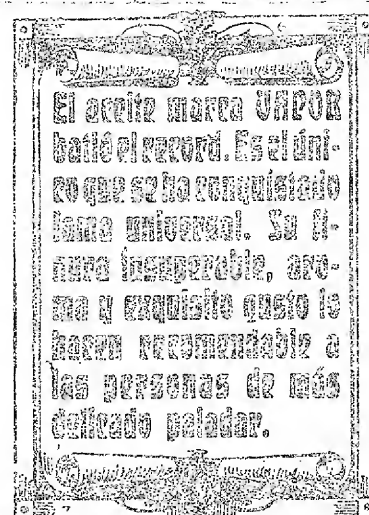 El aceite marca VAPOR
batió el record. Es el úni-
co que se ha conquistado
fama universal. Su fi-
nura insuperable, aro-
ma y exquisito gusto lo
hacen recomendable a
las personas de más
delicado paladar.